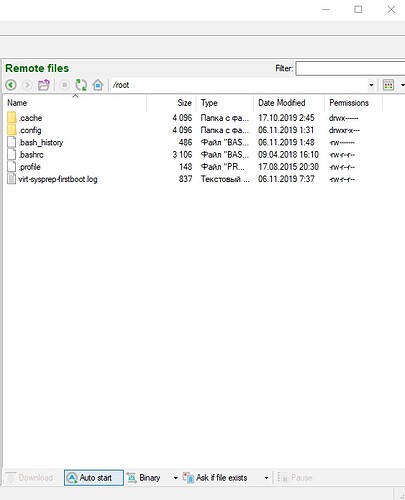 Remote files Filter:
/root
Name Size Type Date Modified Permissions
.cache 4 096 Папка с фа... 17.10.2019 2:45 drwx------
.config 4 096 Папка с фа... 06.11.2019 1:31 drwxr-x---
.bash_history 486 Файл "BAS... 06.11.2019 1:48 -rw-------
.bashrc 3 106 Файл "BAS... 09.04.2018 16:10 -rw-r--r--
.profile 148 Файл "PR... 17.08.2015 20:30 -rw-r--r--
virt-sysprep-firstboot.log 837 Текстовый ... 06.11.2019 7:37 -rw-r--r--
Download Auto start Binary Ask if file exists Pause